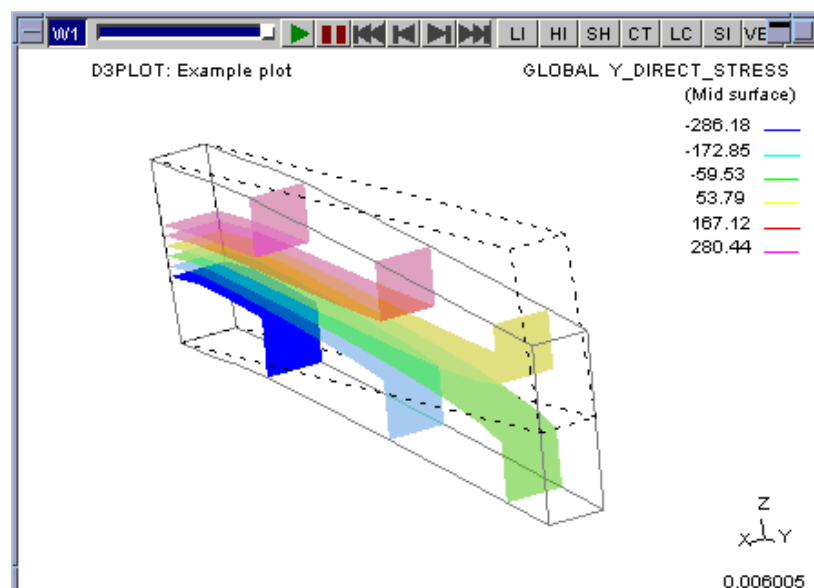 W1 LI HI SH CT LC SI VE
D3PLOT: Example plot
GLOBAL Y_DIRECT_STRESS
(Mid surface)
-286.18
-172.85
-59.53
53.79
167.12
280.44
Z
X Y
0.006005